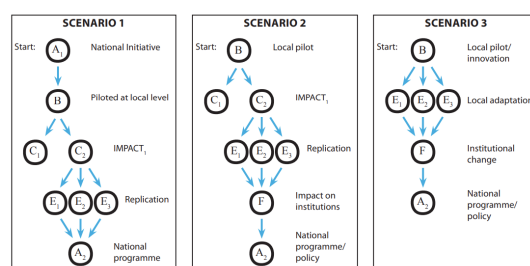 SCENARIO 1
Start: A1 National Initiative
B Piloted at local level
C1 C2 IMPACT1
E1 E2 E3 Replication
A2 National
programme
SCENARIO 2
Start: B Local pilot
C1 C2 IMPACT1
E1 E2 E3 Replication
F Impact on
institutions
A2 National
programme/
policy
SCENARIO 3
Start: B Local pilot/
innovation
E1 E2 E3 Local adaptation
F Institutional
change
A2 National
programme/policy